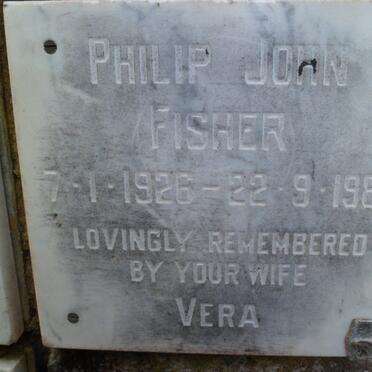 PHILIP JOHN
(FISHER)
7·1·1926 – 22·9·198
LOVINGLY REMEMBERED
BY YOUR WIFE
VERA